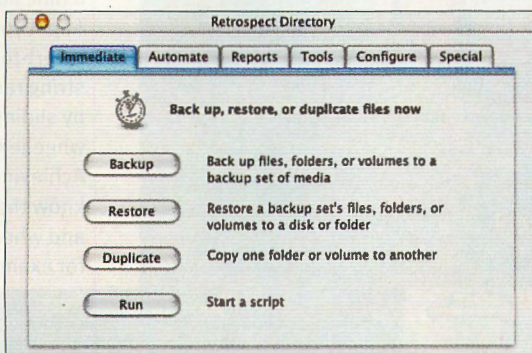 Retrospect Directory
Immediate Automate Reports Tools Configure Special
Back up, restore, or duplicate files now
Backup Back up files, folders, or volumes to a
backup set of media
Restore Restore a backup set's files, folders, or
volumes to a disk or folder
Duplicate Copy one folder or volume to another
Run Start a script